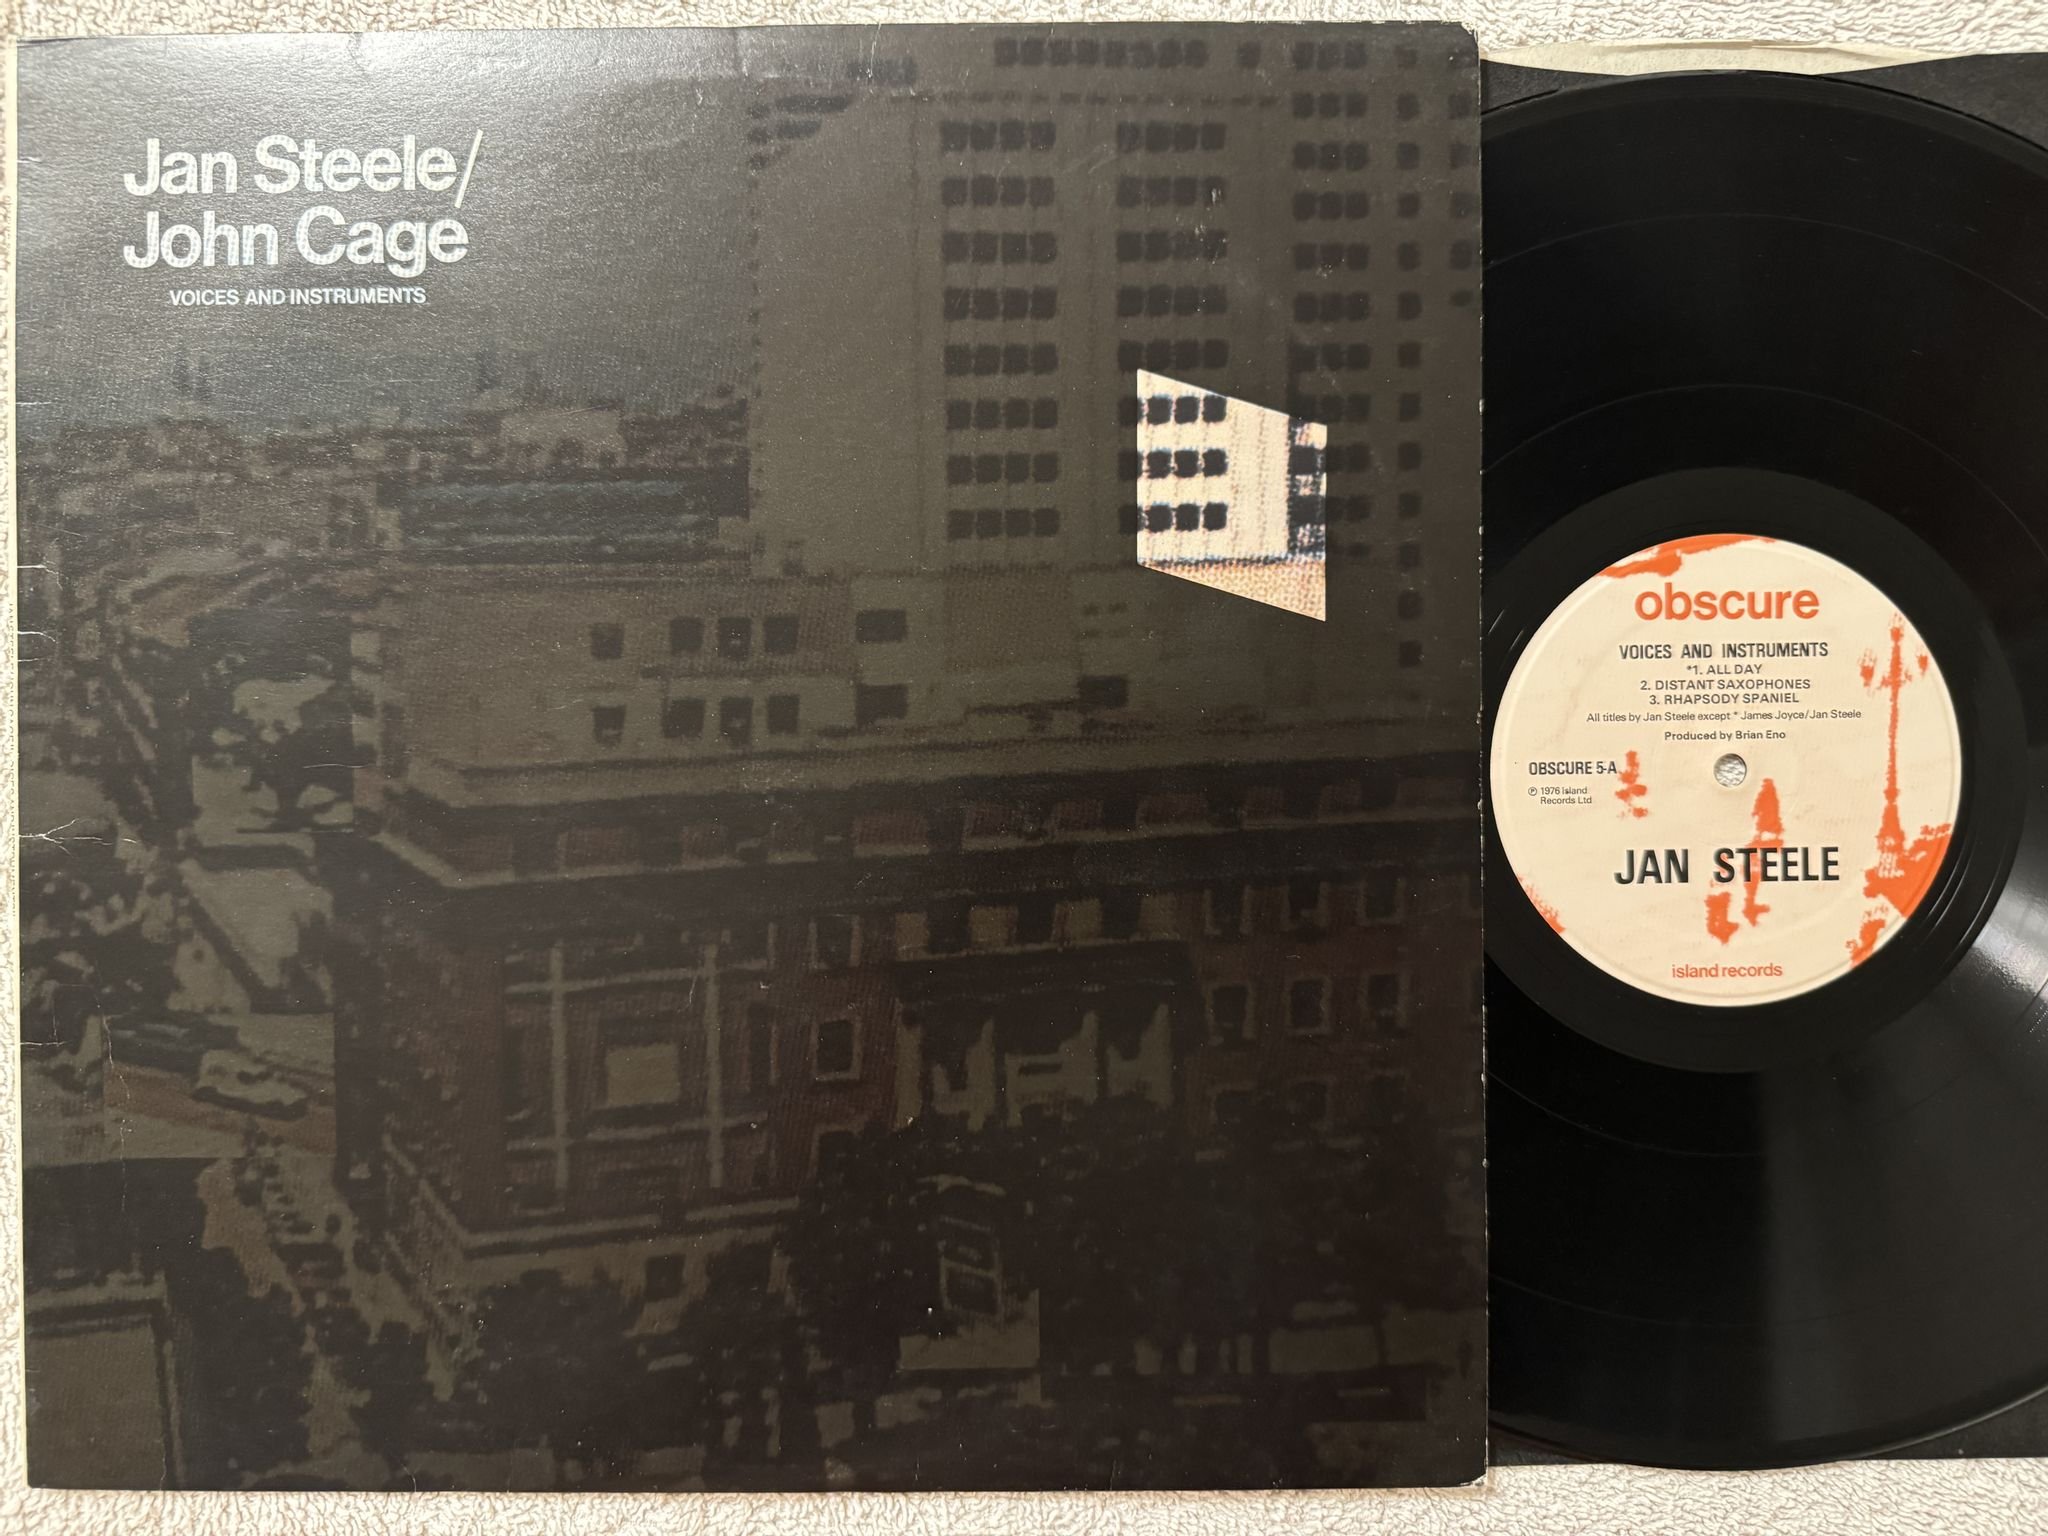 Jan Steele/
John Cage
VOICES AND INSTRUMENTS
obscure
VOICES AND INSTRUMENTS
*1. ALL DAY
2. DISTANT SAXOPHONES
3. RHAPSODY SPANIEL
All titles by Jan Steele except * James Joyce/Jan Steele
Produced by Brian Eno
OBSCURE 5-A
℗ 1976 Island
Records Ltd
JAN STEELE
island records